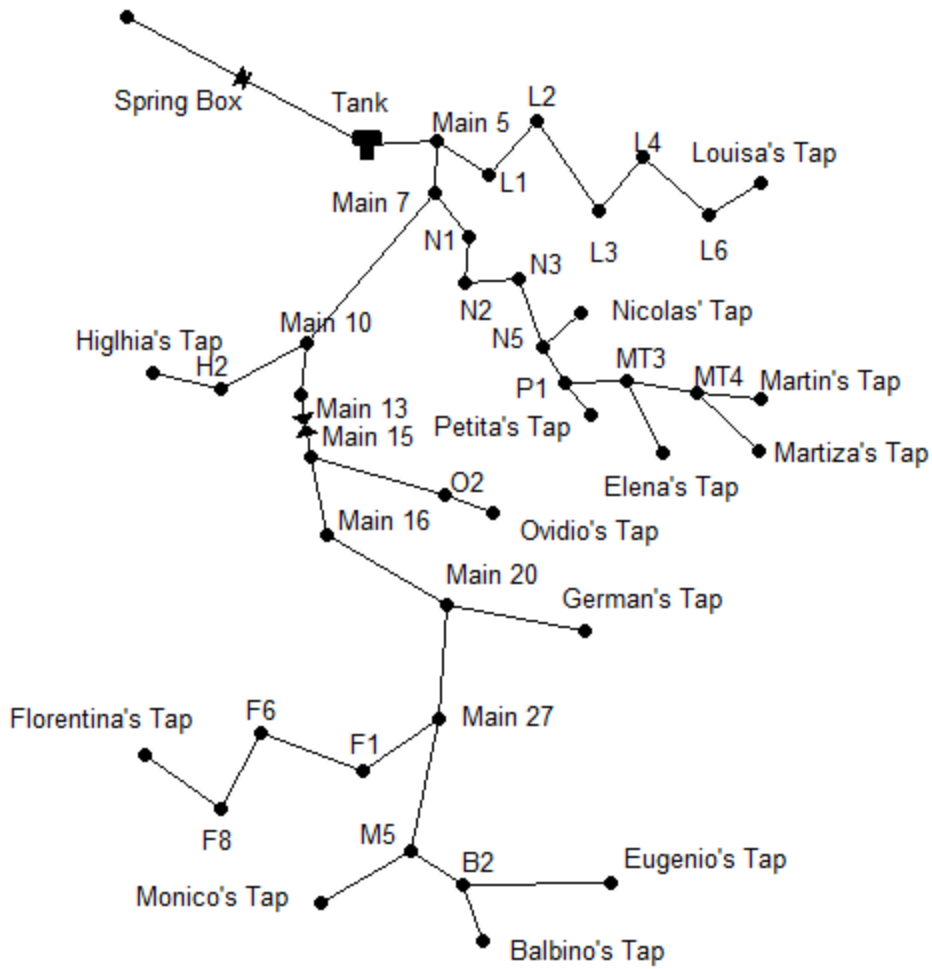 Spring Box
Tank
Main 5
L2
L4
Louisa's Tap
L1
Main 7
N1
L3
L6
N3
N2
Nicolas' Tap
Main 10
Higlhia's Tap
H2
N5
MT3
MT4
Martin's Tap
P1
Main 13
Petita's Tap
Main 15
Martiza's Tap
O2
Elena's Tap
Main 16
Ovidio's Tap
Main 20
German's Tap
Florentina's Tap
F6
Main 27
F1
F8
M5
B2
Eugenio's Tap
Monico's Tap
Balbino's Tap